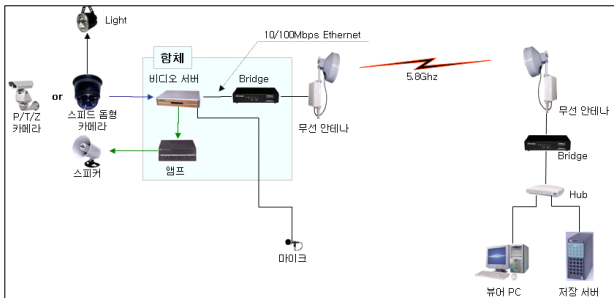 Light
10/100Mbps Ethernet
함체
비디오 서버
Bridge
5.8Ghz
P/T/Z
카메라
or
스피드 돔형
카메라
무선 안테나
무선 안테나
스피커
앰프
Bridge
Hub
마이크
뷰어 PC
저장 서버